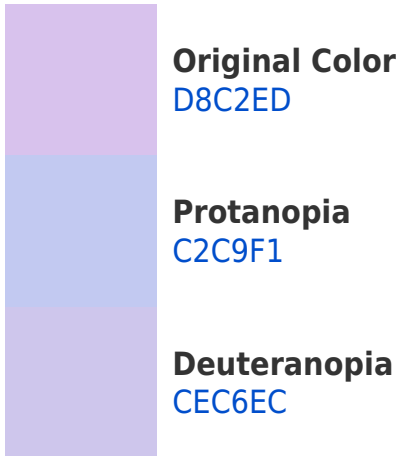 Original Color
D8C2ED
Protanopia
C2C9F1
Deuteranopia
CEC6EC